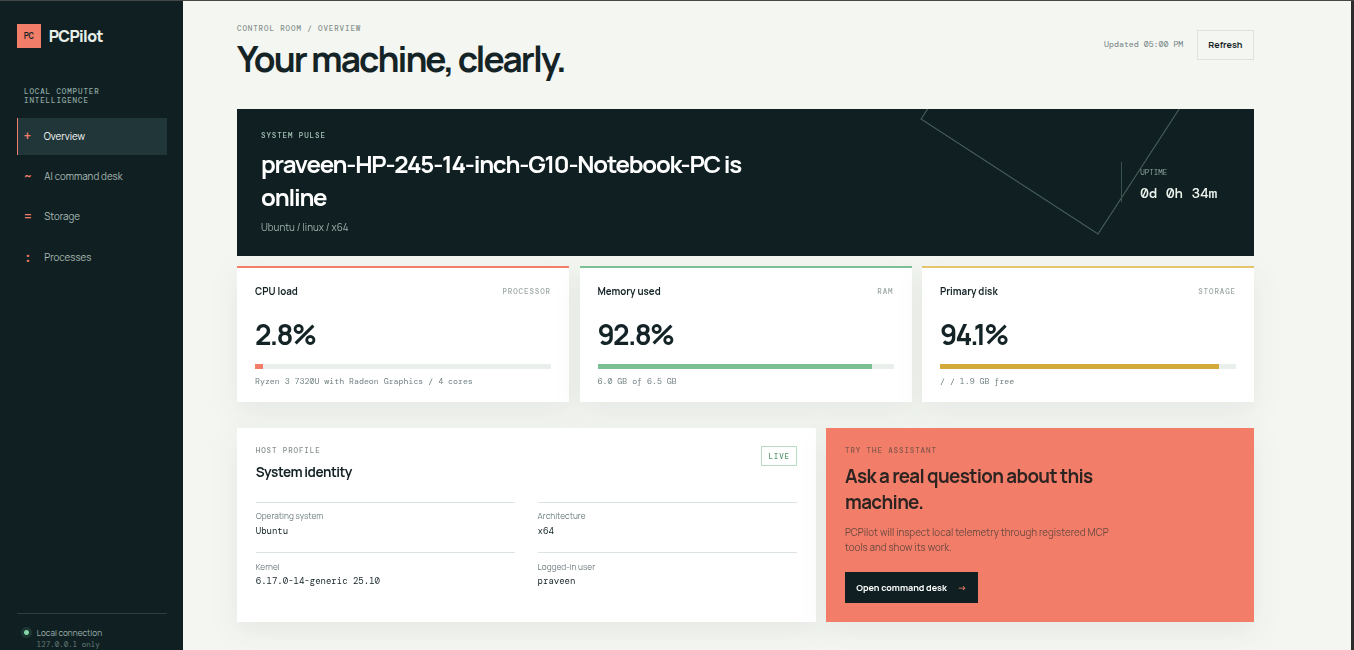 PC PCPilot
LOCAL COMPUTER
INTELLIGENCE
+ Overview
~ AI command desk
= Storage
: Processes
Local connection
127.0.0.1 only
CONTROL ROOM / OVERVIEW
Your machine, clearly.
Updated 05:00 PM
Refresh
SYSTEM PULSE
praveen-HP-245-14-inch-G10-Notebook-PC is
online
Ubuntu / linux / x64
UPTIME
0d 0h 34m
CPU load PROCESSOR
2.8%
Ryzen 3 7320U with Radeon Graphics / 4 cores
Memory used RAM
92.8%
6.0 GB of 6.5 GB
Primary disk STORAGE
94.1%
/ / 1.9 GB free
HOST PROFILE
System identity
LIVE
Operating system
Ubuntu
Architecture
x64
Kernel
6.17.0-14-generic 25.10
Logged-in user
praveen
TRY THE ASSISTANT
Ask a real question about this
machine.
PCPilot will inspect local telemetry through registered MCP
tools and show its work.
Open command desk →